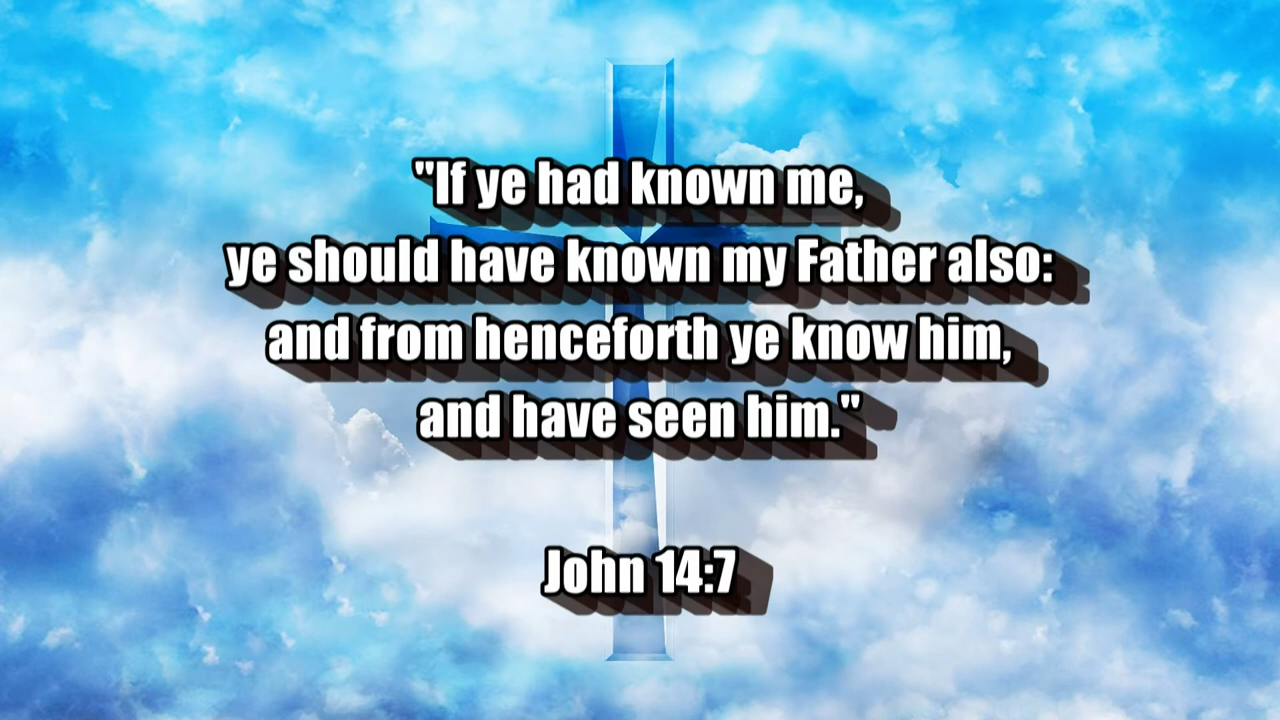 "If ye had known me,
ye should have known my Father also:
and from henceforth ye know him,
and have seen him."
John 14:7